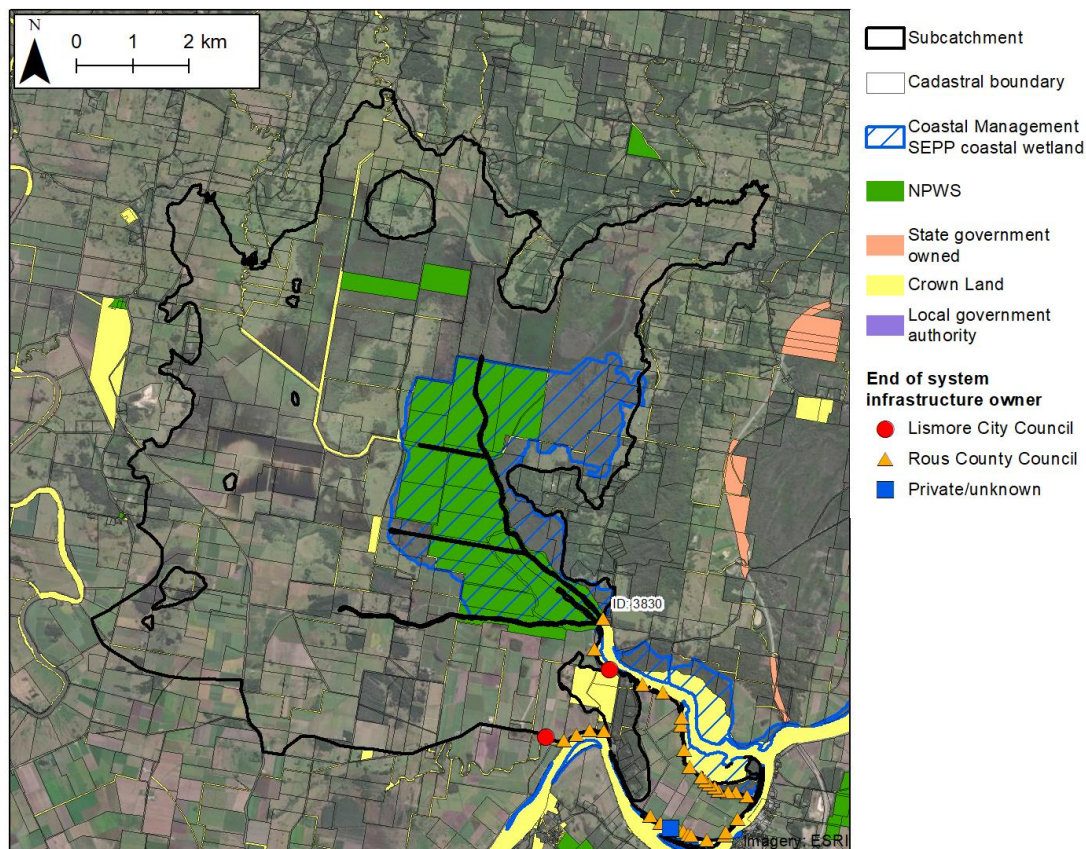 N
0 1 2 km
ID: 3830
Imagery: ESRI
Subcatchment
Cadastral boundary
Coastal Management
SEPP coastal wetland
NPWS
State government
owned
Crown Land
Local government
authority
End of system
infrastructure owner
Lismore City Council
Rous County Council
Private/unknown